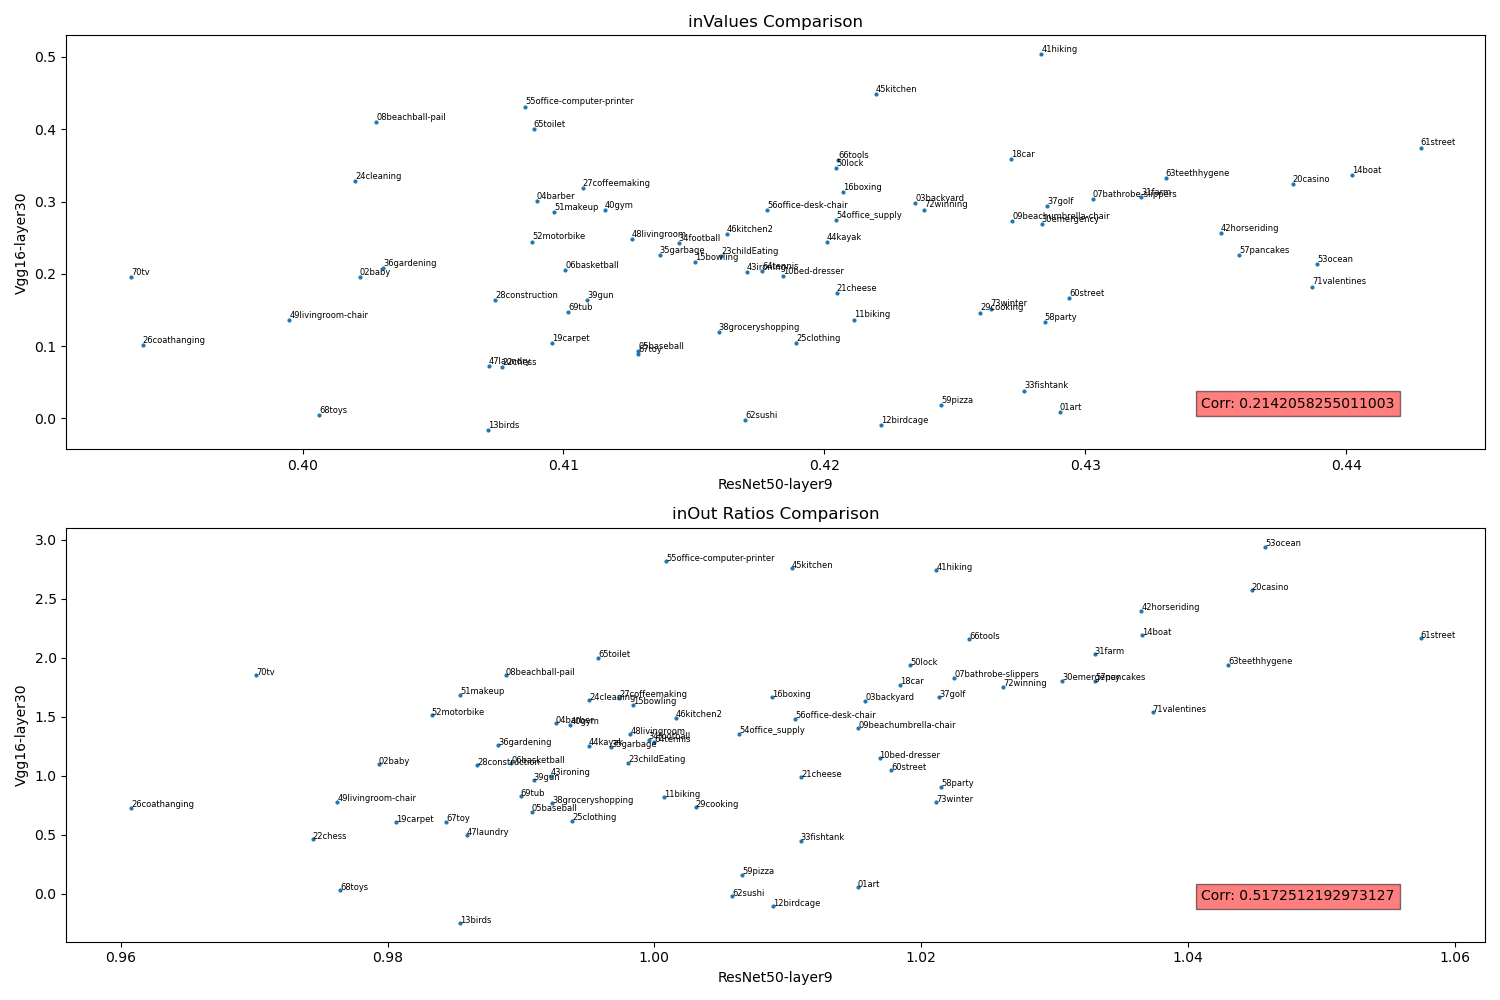 inValues Comparison
0.5
0.4
0.3
0.2
0.1
0.0
Vgg16-layer30
41hiking
45kitchen
55office-computer-printer
08beachball-pail
65toilet
61street
66tools
50lock
18car
14boat
63teethhygene
20casino
24cleaning
27coffeemaking
16boxing
31farm
07bathrobe-slippers
04barber
03backyard
72winning
37golf
51makeup
40gym
56office-desk-chair
54office_supply
09beachumbrella-chair
30emergency
42horseriding
46kitchen2
48livingroom
34football
52motorbike
44kayak
35garbage
23childEating
15bowling
57pancakes
53ocean
36gardening
06basketball
43ironing
64tennis
10bed-dresser
70tv
02baby
71valentines
21cheese
60street
28construction
39gun
73winter
29cooking
69tub
49livingroom-chair
11biking
58party
38groceryshopping
26coathanging
19carpet
25clothing
05baseball
67toy
47laundry
22chess
33fishtank
59pizza
01art
68toys
62sushi
12birdcage
13birds
Corr: 0.2142058255011003
0.40 0.41 0.42 0.43 0.44
ResNet50-layer9
inOut Ratios Comparison
3.0
2.5
2.0
1.5
1.0
0.5
0.0
Vgg16-layer30
53ocean
55office-computer-printer
45kitchen
41hiking
20casino
42horseriding
14boat
61street
66tools
31farm
65toilet
50lock
63teethhygene
70tv
08beachball-pail
07bathrobe-slippers
30emergency
57pancakes
18car
72winning
51makeup
24cleaning
27coffeemaking
16boxing
37golf
03backyard
15bowling
71valentines
52motorbike
46kitchen2
56office-desk-chair
04barber
40gym
09beachumbrella-chair
48livingroom
54office_supply
34football
64tennis
36gardening
44kayak
35garbage
10bed-dresser
02baby
28construction
06basketball
23childEating
60street
43ironing
39gun
21cheese
58party
69tub
11biking
49livingroom-chair
38groceryshopping
73winter
26coathanging
05baseball
29cooking
19carpet
67toy
25clothing
22chess
47laundry
33fishtank
59pizza
01art
68toys
62sushi
12birdcage
13birds
Corr: 0.5172512192973127
0.96 0.98 1.00 1.02 1.04 1.06
ResNet50-layer9